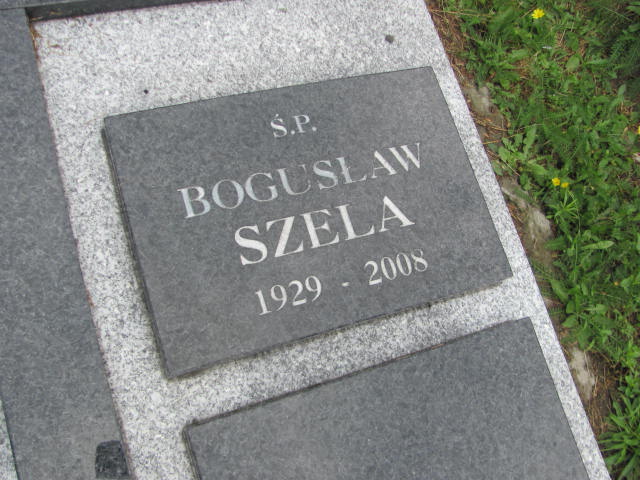 Ś.P.
BOGUSŁAW
SZELA
1929 - 2008